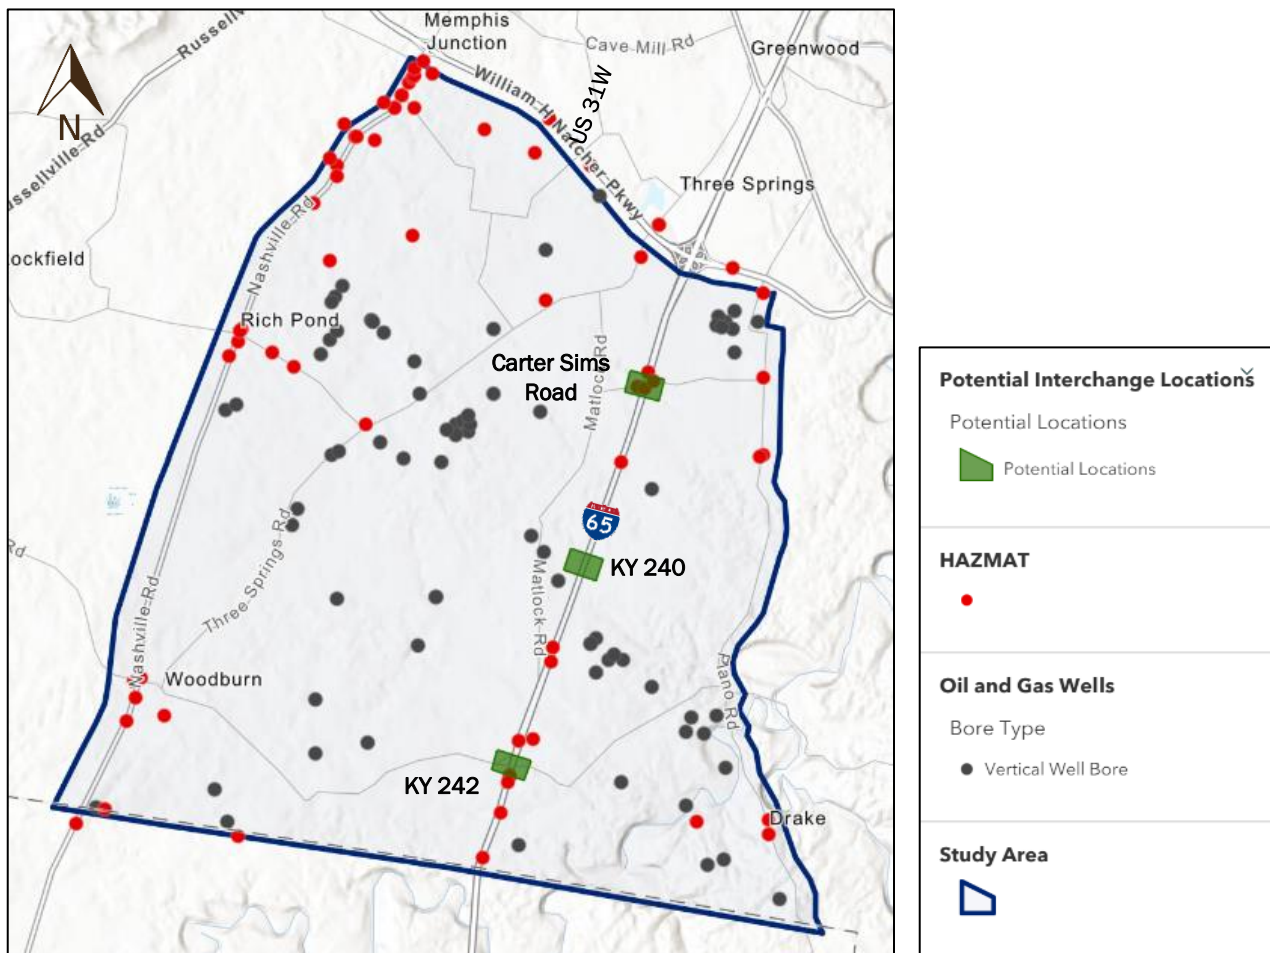 Memphis
Junction
Russellv
Cave Mill Rd
Greenwood
William H Natcher Pkwy
US 31W
N
ussellville Rd
Three Springs
Nashville Rd
ockfield
Rich Pond
Matlock Rd
Carter Sims
Road
65
KY 240
Rd
Three Springs Rd
Matlock Rd
Nashville Rd
Woodburn
Plano Rd
KY 242
Drake
Potential Interchange Locations
Potential Locations
Potential Locations
HAZMAT
Oil and Gas Wells
Bore Type
Vertical Well Bore
Study Area